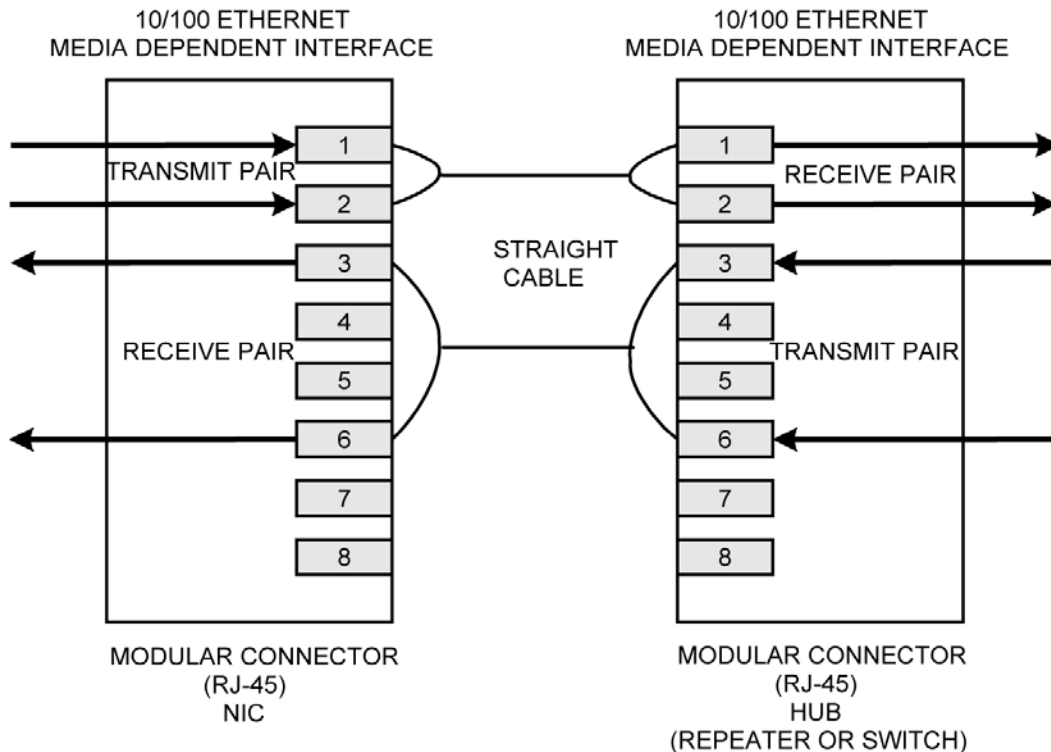 10/100 ETHERNET
MEDIA DEPENDENT INTERFACE
10/100 ETHERNET
MEDIA DEPENDENT INTERFACE
1
TRANSMIT PAIR
2
3
4
RECEIVE PAIR
5
6
7
8
STRAIGHT
CABLE
1
RECEIVE PAIR
2
3
4
TRANSMIT PAIR
5
6
7
8
MODULAR CONNECTOR
(RJ-45)
NIC
MODULAR CONNECTOR
(RJ-45)
HUB
(REPEATER OR SWITCH)